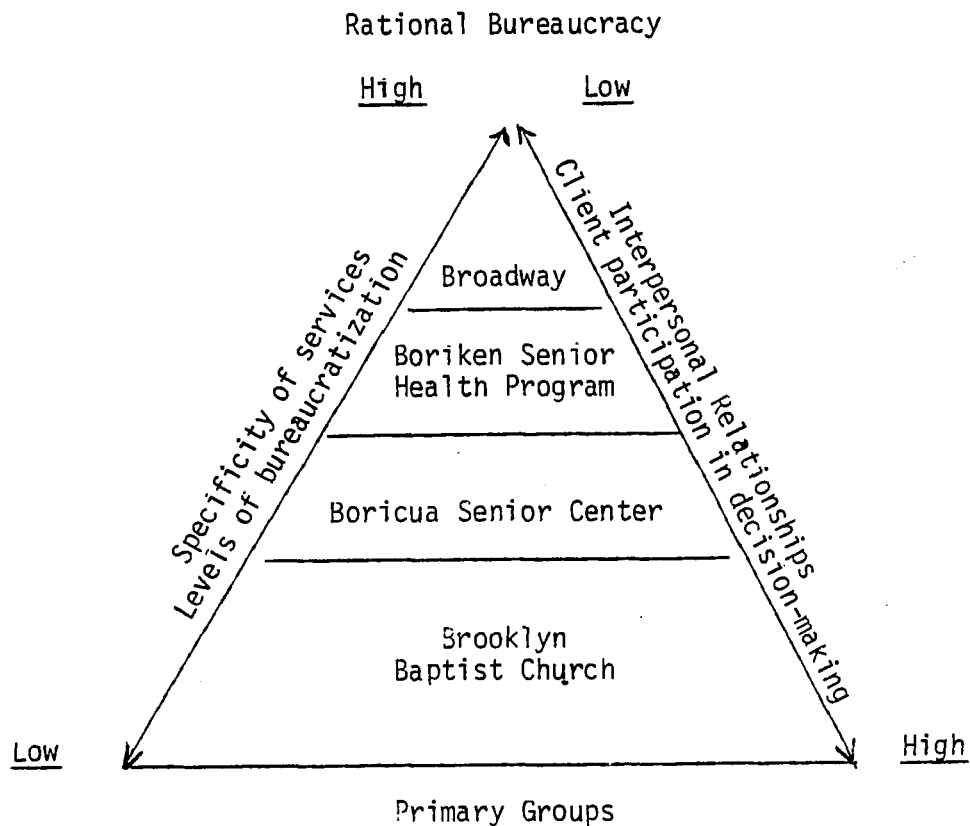 Rational Bureaucracy
High Low
Specificity of services
Levels of bureaucratization
Interpersonal Relationships
Client participation in decision-making
Broadway
Boriken Senior
Health Program
Boricua Senior Center
Brooklyn
Baptist Church
Low High
Primary Groups